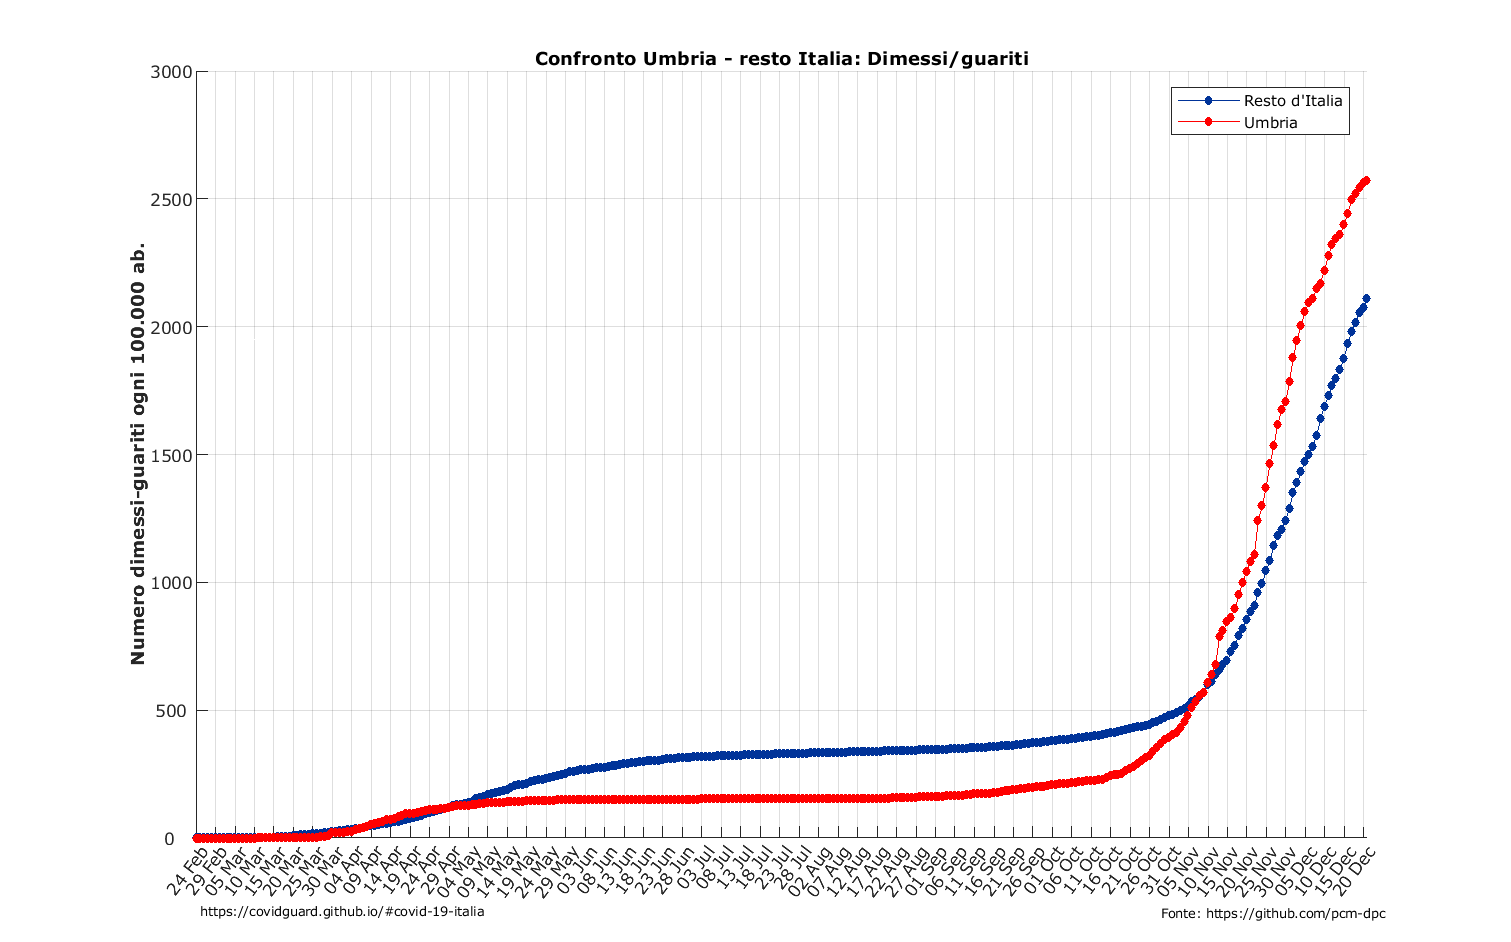 Confronto Umbria - resto Italia: Dimessi/guariti
Numero dimessi-guariti ogni 100.000 ab.
3000
2500
2000
1500
1000
500
0
Resto d'Italia
Umbria
24 Feb
29 Feb
05 Mar
10 Mar
15 Mar
20 Mar
25 Mar
30 Mar
04 Apr
09 Apr
14 Apr
19 Apr
24 Apr
29 Apr
04 May
09 May
14 May
19 May
24 May
29 May
03 Jun
08 Jun
13 Jun
18 Jun
23 Jun
28 Jun
03 Jul
08 Jul
13 Jul
18 Jul
23 Jul
28 Jul
02 Aug
07 Aug
12 Aug
17 Aug
22 Aug
27 Aug
01 Sep
06 Sep
11 Sep
16 Sep
21 Sep
26 Sep
01 Oct
06 Oct
11 Oct
16 Oct
21 Oct
26 Oct
31 Oct
05 Nov
10 Nov
15 Nov
20 Nov
25 Nov
30 Nov
05 Dec
10 Dec
15 Dec
20 Dec
https://covidguard.github.io/#covid-19-italia
Fonte: https://github.com/pcm-dpc